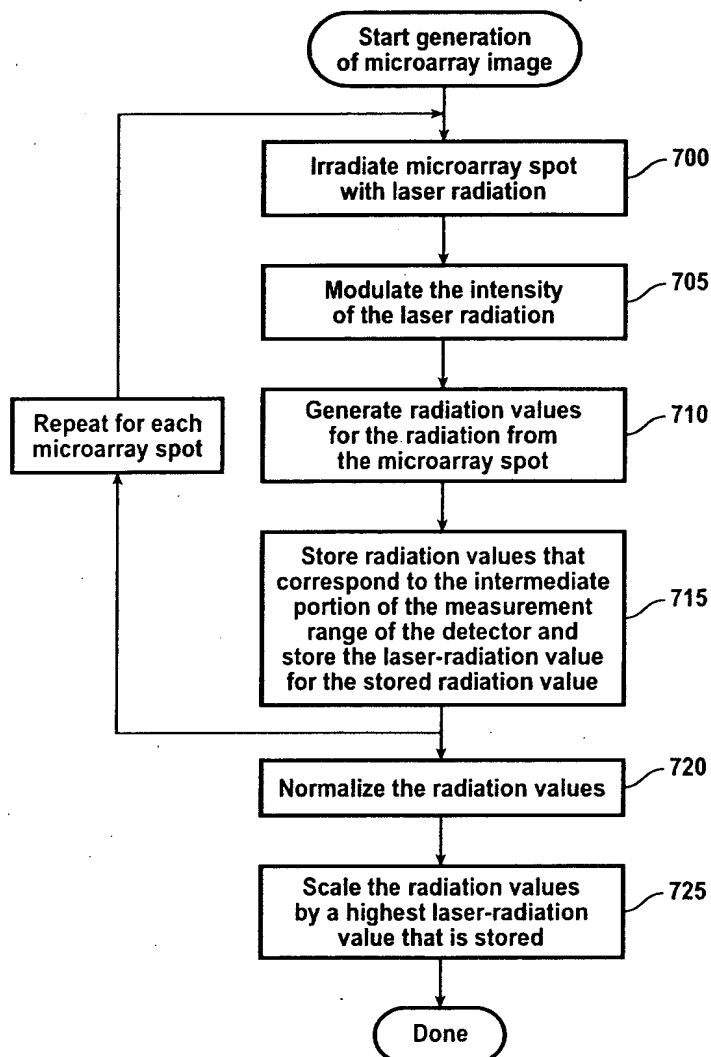 Start generation
of microarray image
Irradiate microarray spot
with laser radiation
700
Modulate the intensity
of the laser radiation
705
Generate radiation values
for the radiation from
the microarray spot
710
Repeat for each
microarray spot
Store radiation values that
correspond to the intermediate
portion of the measurement
range of the detector and
store the laser-radiation value
for the stored radiation value
715
Normalize the radiation values
720
Scale the radiation values
by a highest laser-radiation
value that is stored
725
Done